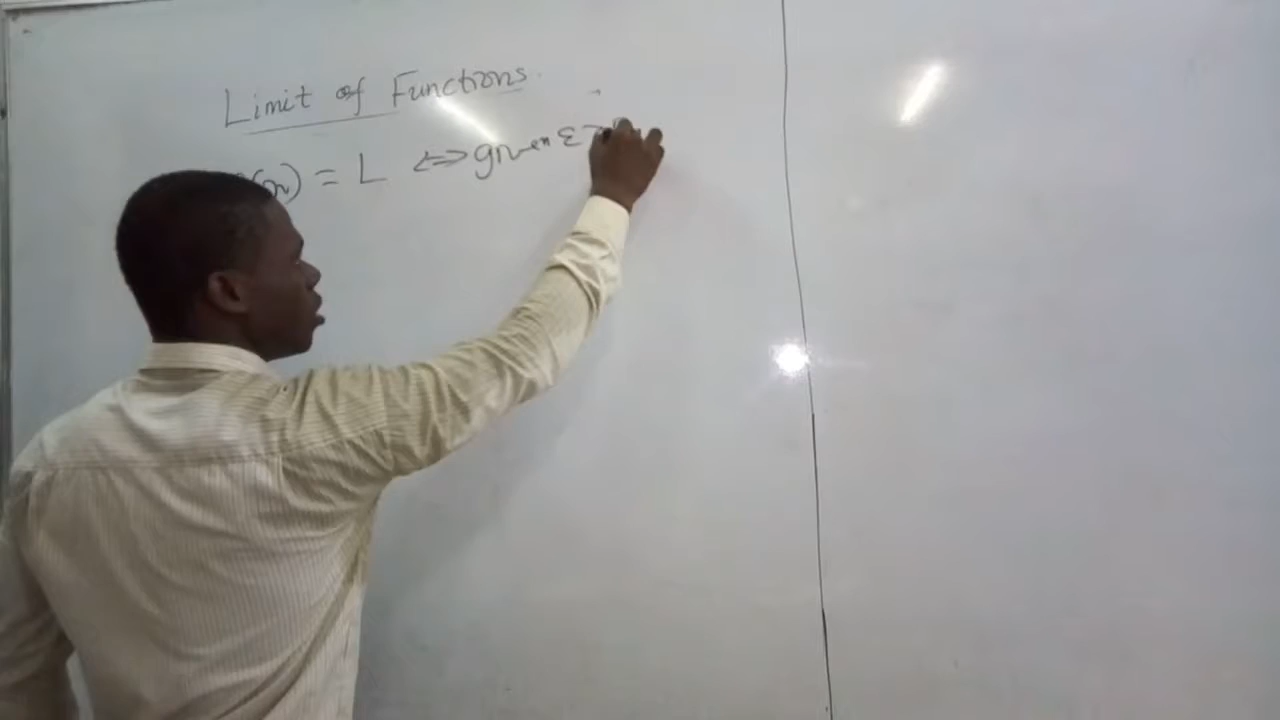 Limit of Functions.
(x) = L ⇔ given ε >